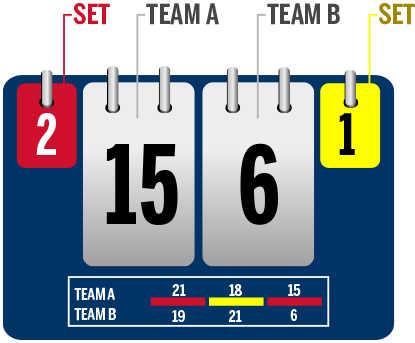 SET TEAM A TEAM B SET
2 15 6 1
TEAM A 21 18 15
TEAM B 19 21 6